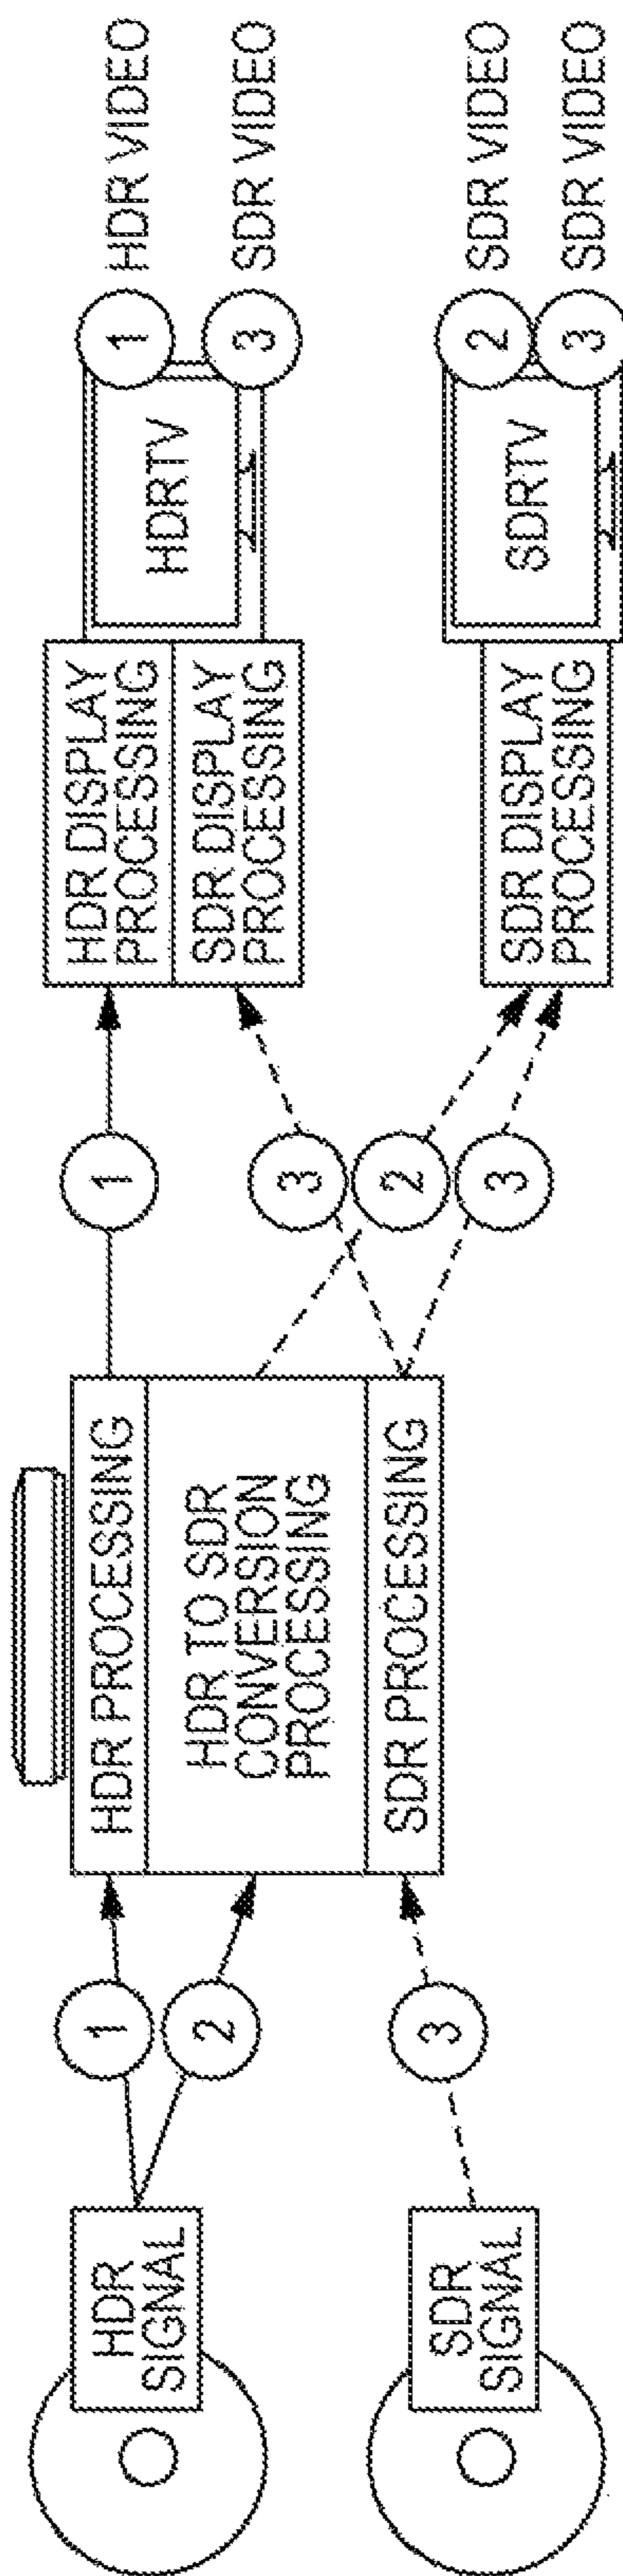 HDR
SIGNAL
1
2
HDR PROCESSING
HDR TO SDR
CONVERSION
PROCESSING
SDR PROCESSING
1
HDR DISPLAY
PROCESSING
SDR DISPLAY
PROCESSING
HDRTV
1
HDR VIDEO
3
SDR VIDEO
SDR
SIGNAL
3
3
2
3
SDR DISPLAY
PROCESSING
SDRTV
2
SDR VIDEO
3
SDR VIDEO